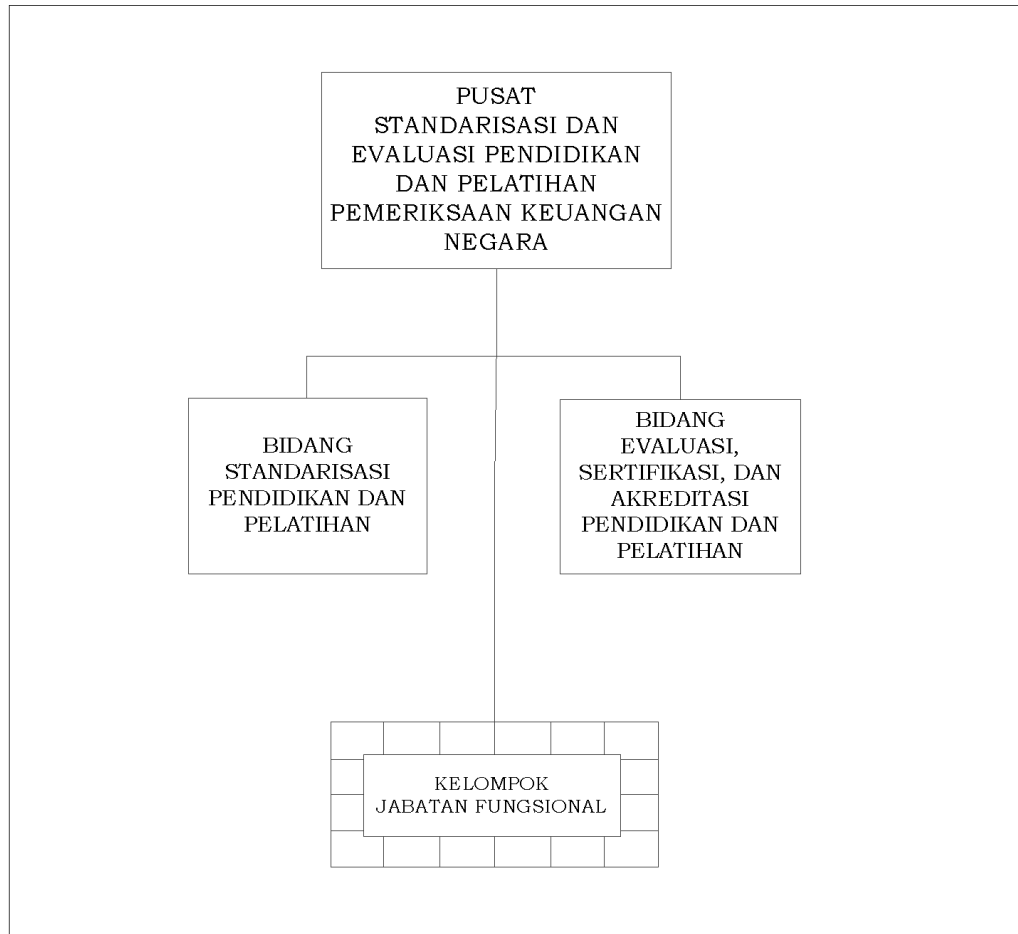 PUSAT
STANDARISASI DAN
EVALUASI PENDIDIKAN
DAN PELATIHAN
PEMERIKSAAN KEUANGAN
NEGARA
BIDANG
STANDARISASI
PENDIDIKAN DAN
PELATIHAN
BIDANG
EVALUASI,
SERTIFIKASI, DAN
AKREDITASI
PENDIDIKAN DAN
PELATIHAN
KELOMPOK
JABATAN FUNGSIONAL